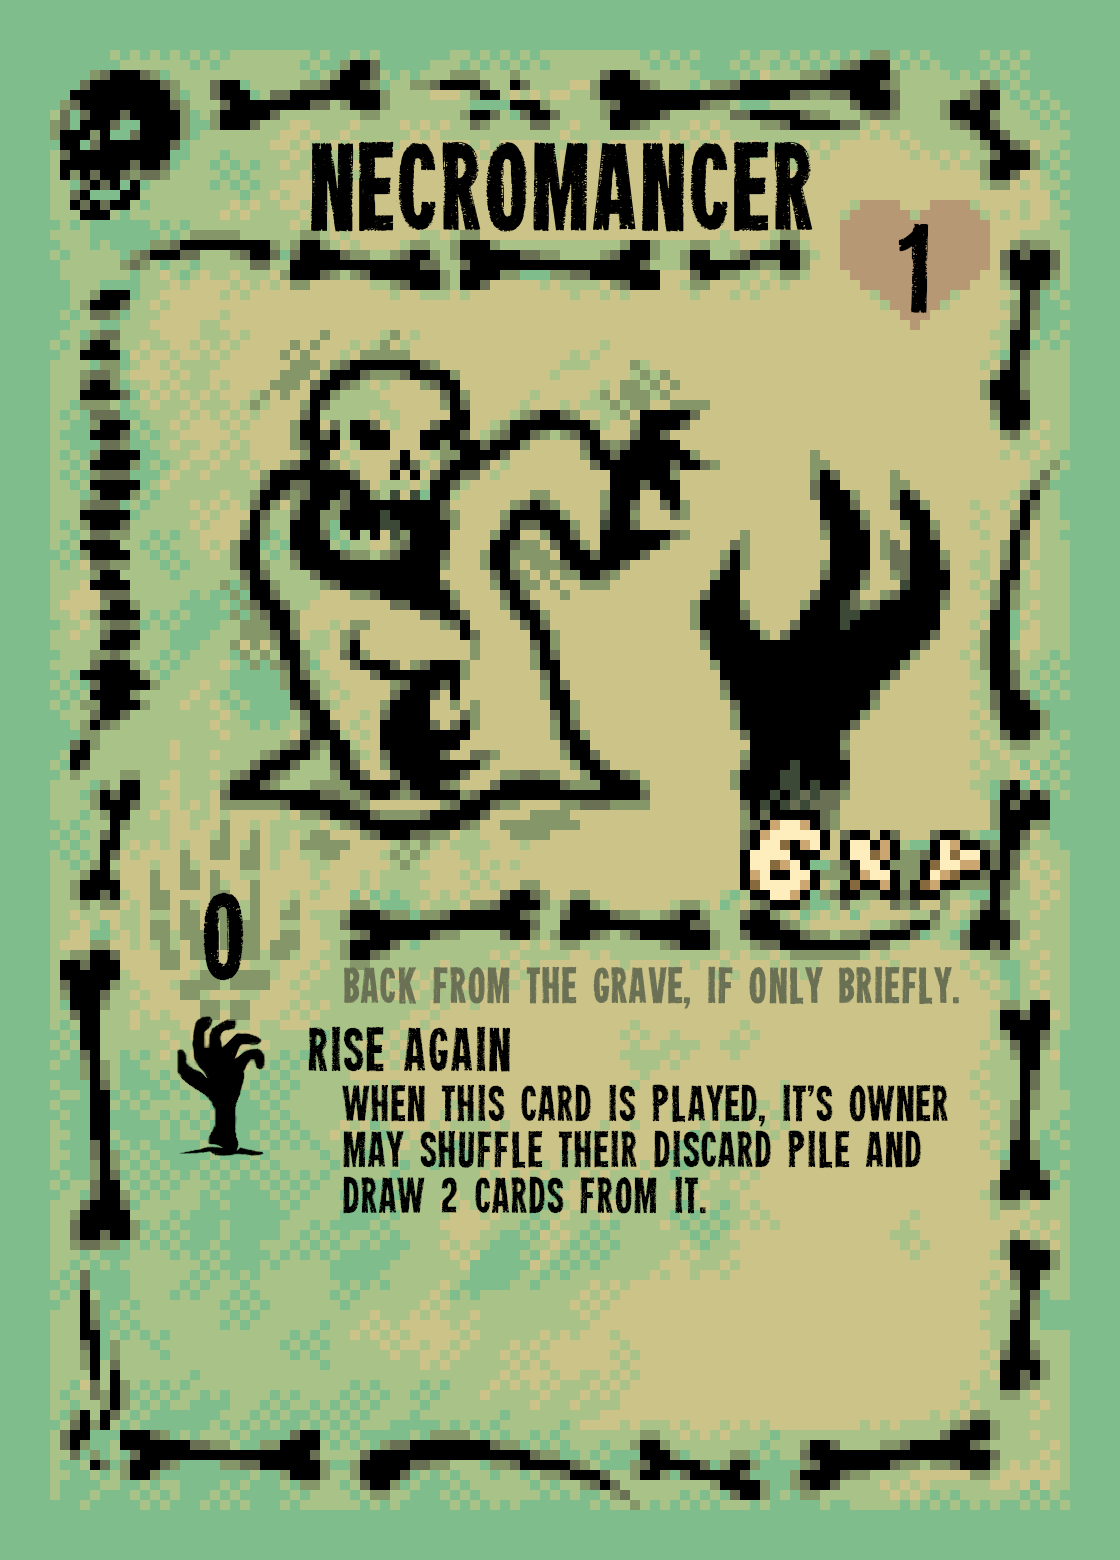 NECROMANCER
1
6XP
0
BACK FROM THE GRAVE, IF ONLY BRIEFLY.
RISE AGAIN
WHEN THIS CARD IS PLAYED, IT'S OWNER
MAY SHUFFLE THEIR DISCARD PILE AND
DRAW 2 CARDS FROM IT.